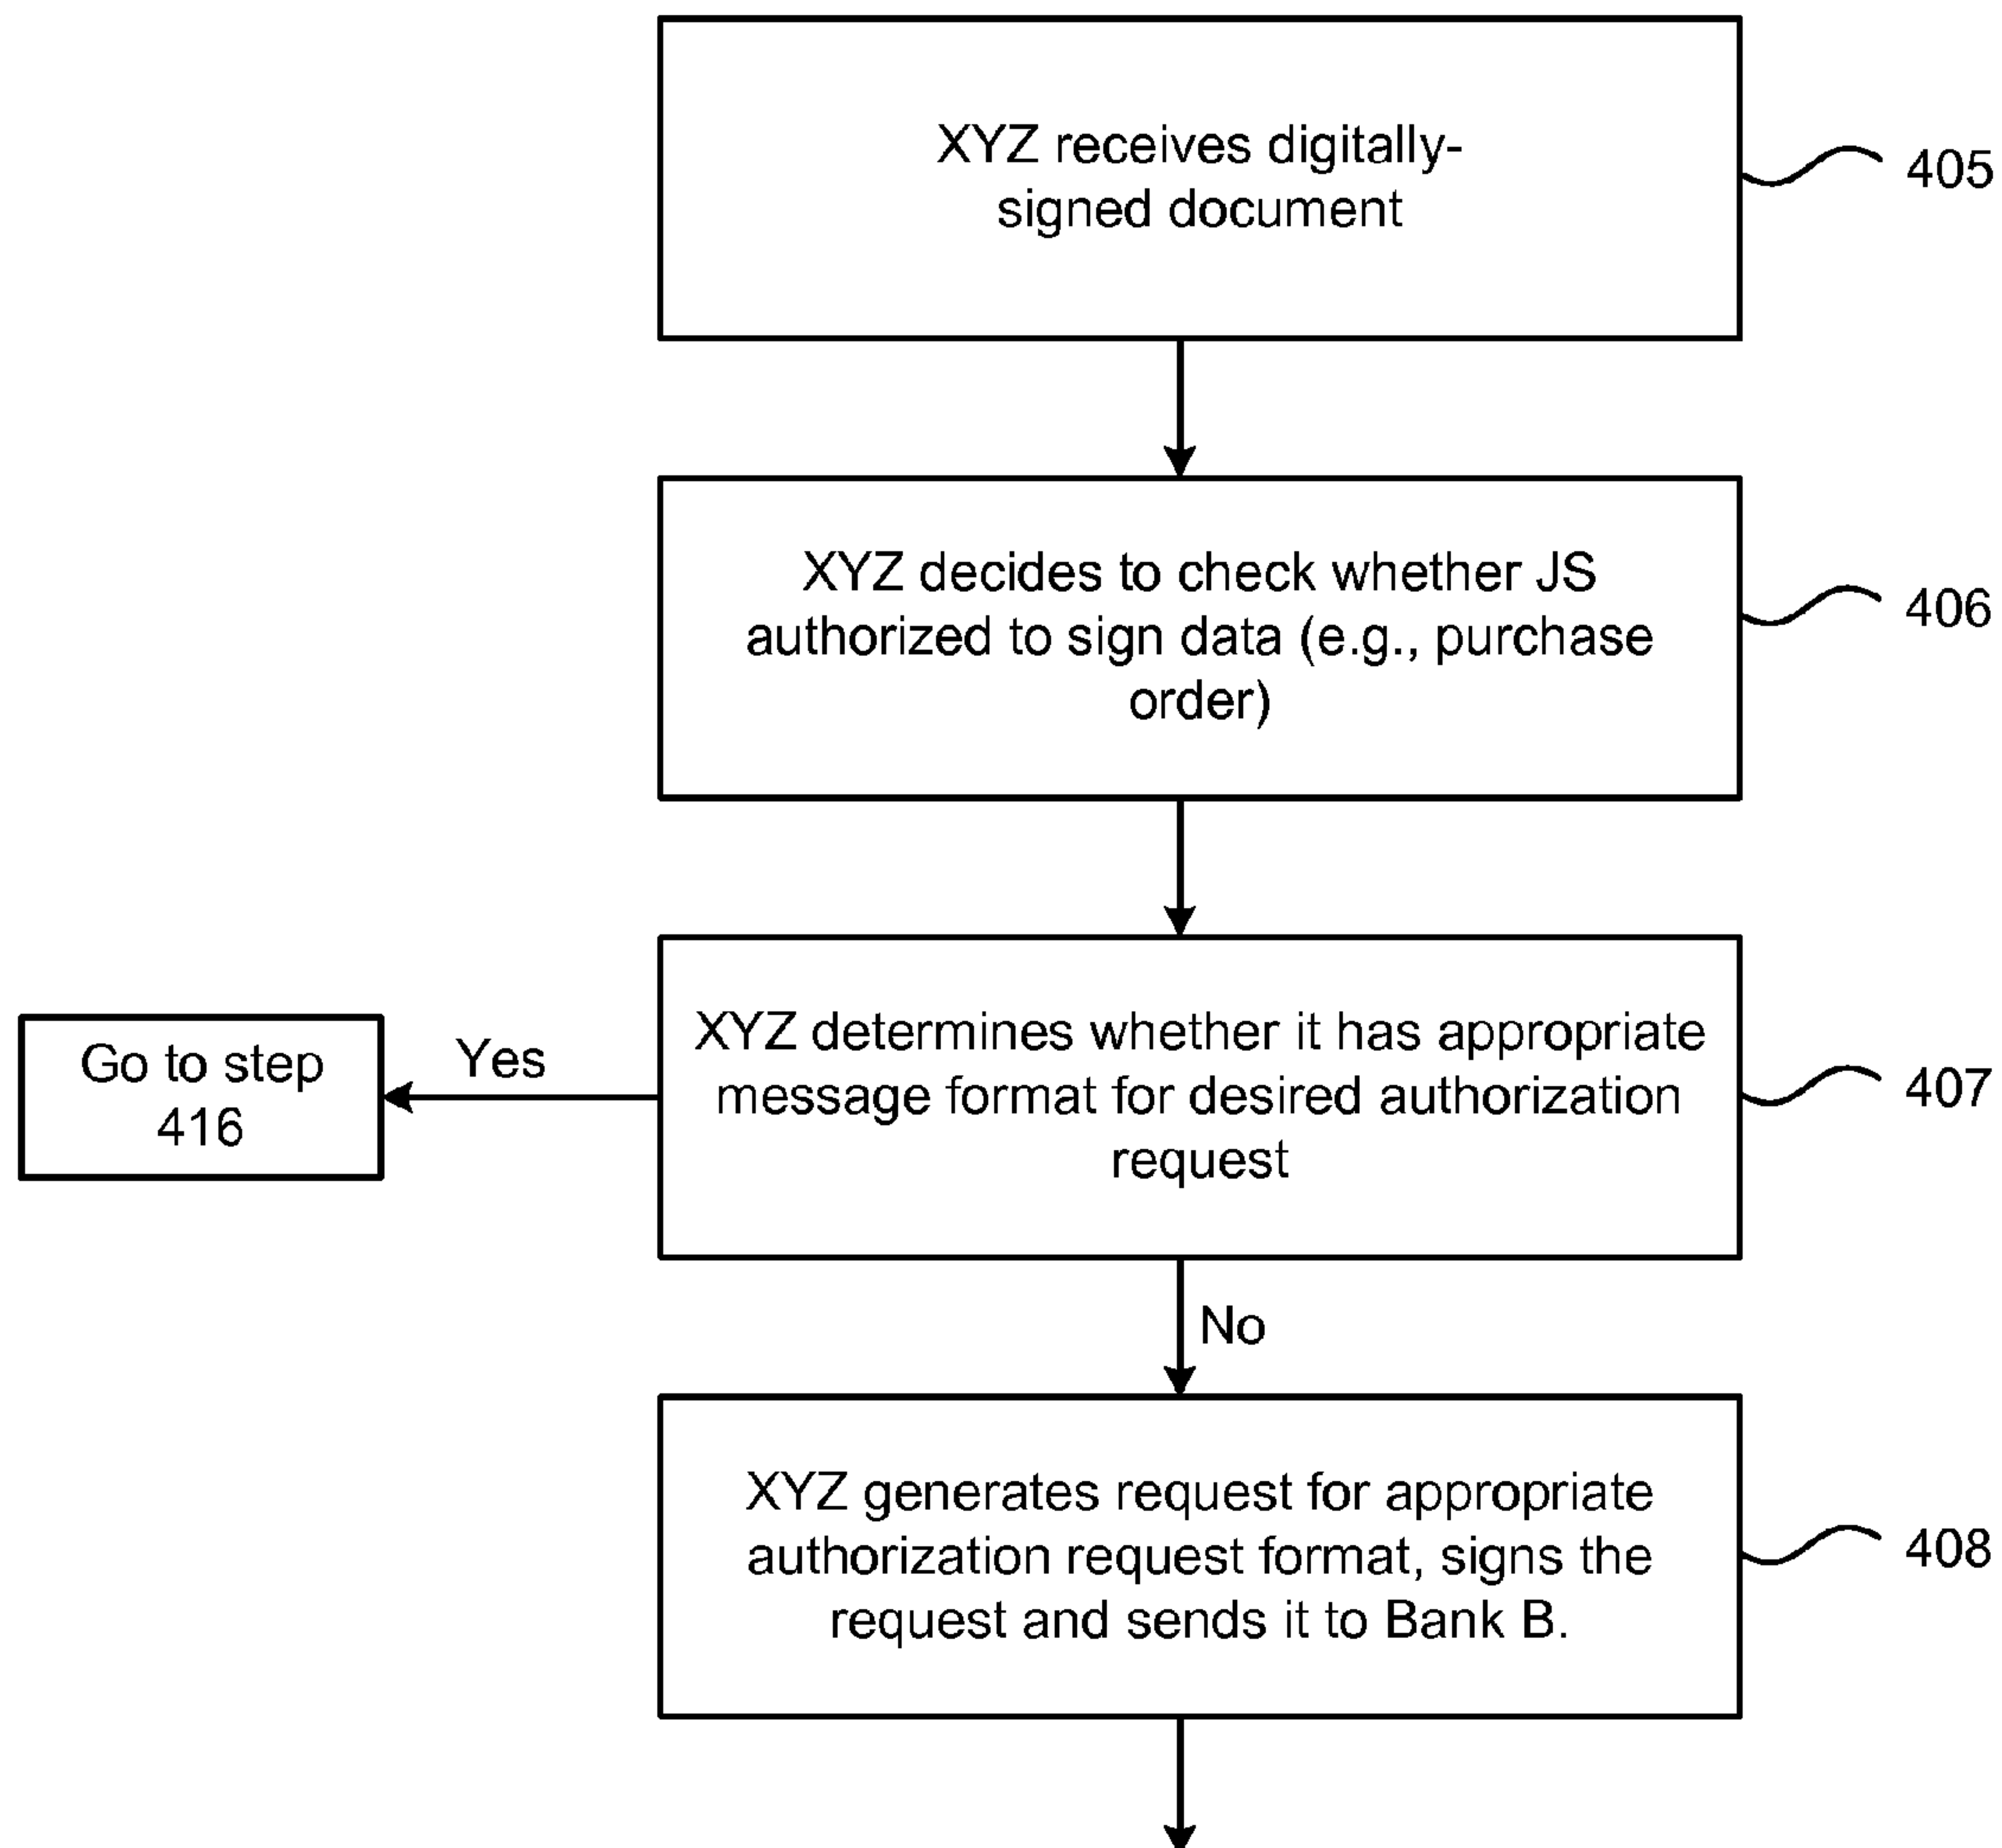 XYZ receives digitally-
signed document
405
XYZ decides to check whether JS
authorized to sign data (e.g., purchase
order)
406
XYZ determines whether it has appropriate
message format for desired authorization
request
407
Yes
Go to step
416
No
XYZ generates request for appropriate
authorization request format, signs the
request and sends it to Bank B.
408